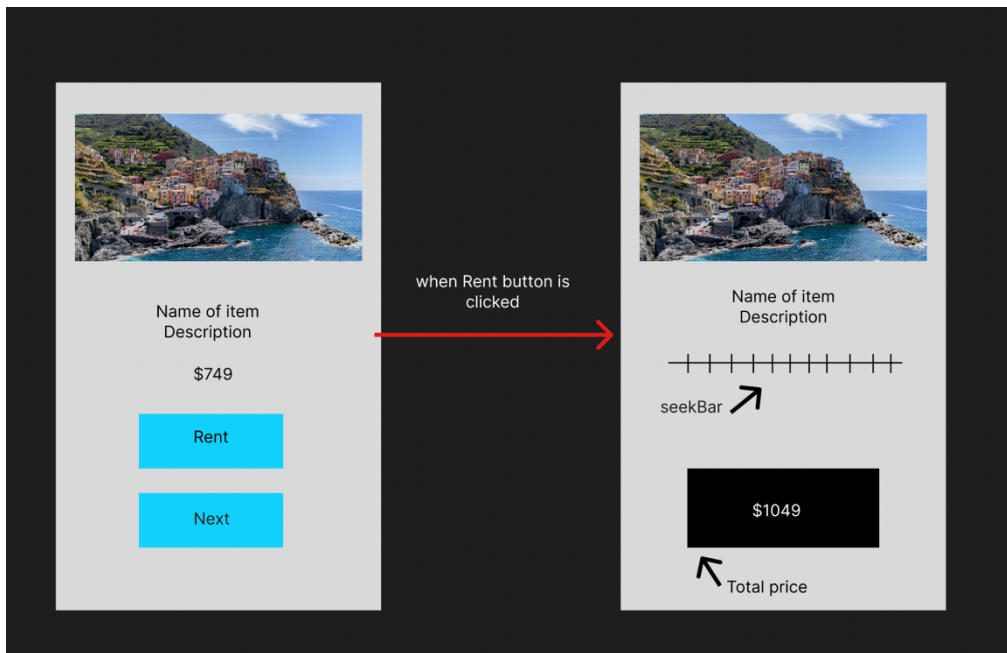 Name of item
Description
$749
Rent
Next
when Rent button is
clicked
Name of item
Description
seekBar
$1049
Total price